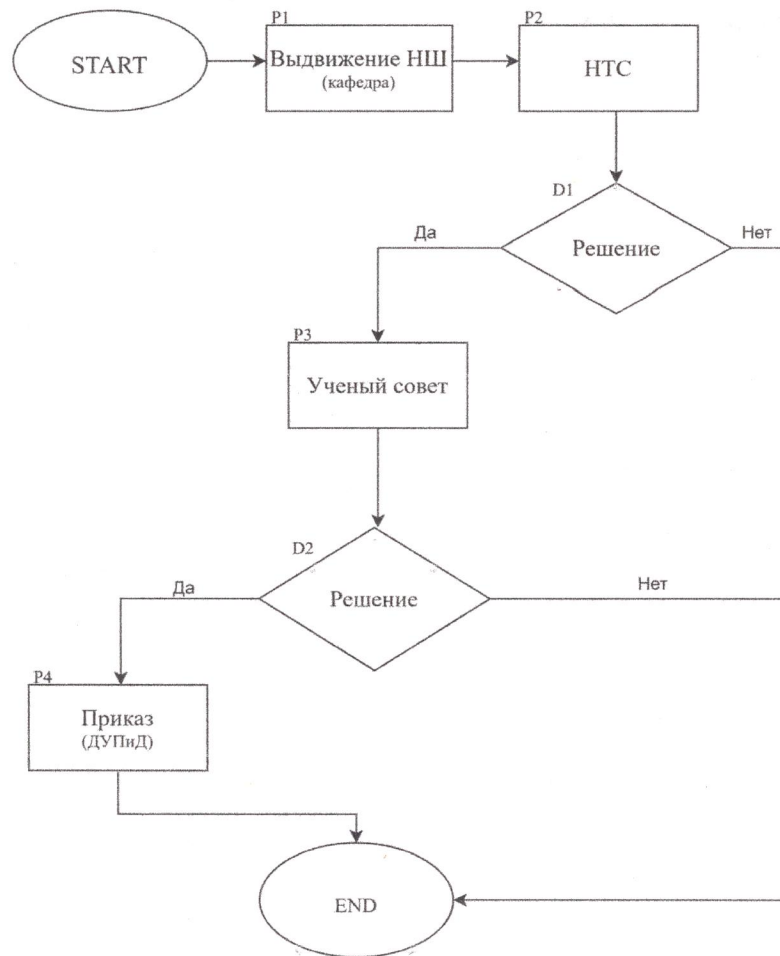 START
P1
Выдвижение НШ
(кафедра)
P2
НТС
D1
Решение
Да
Нет
P3
Ученый совет
D2
Решение
Да
Нет
P4
Приказ
(ДУПиД)
END